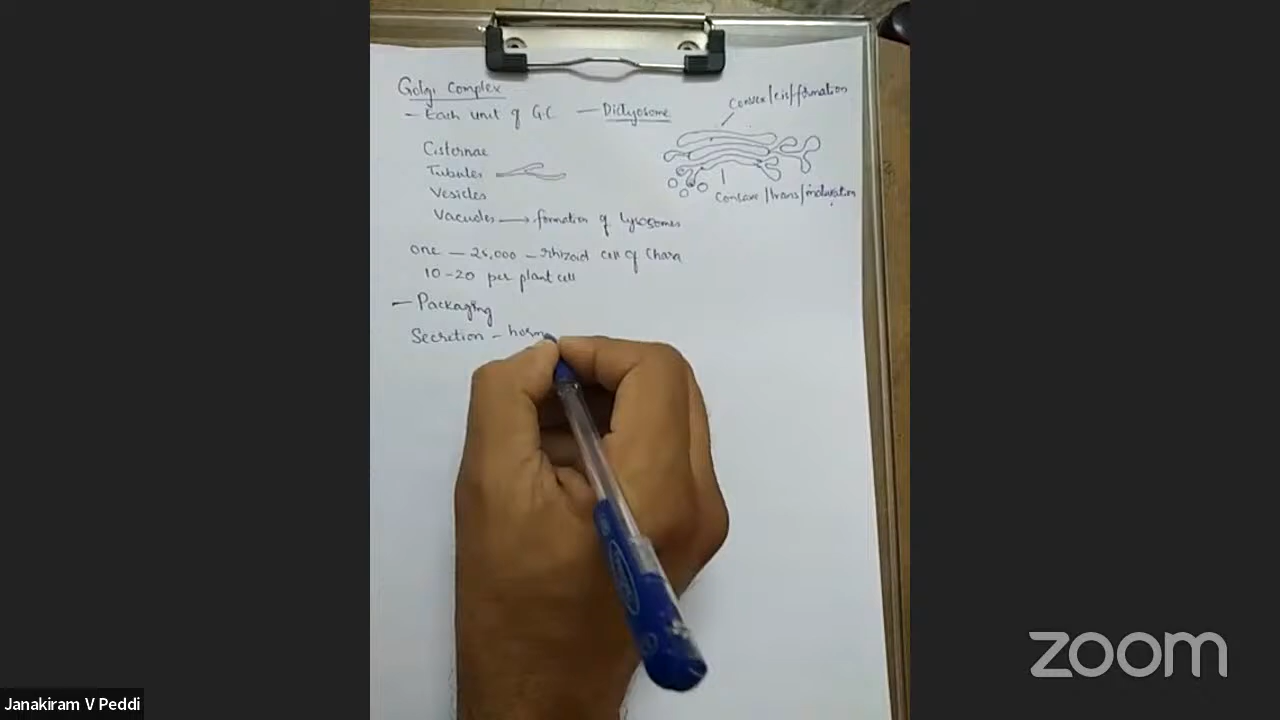 Golgi Complex
- Each unit of G.C - Dictyosome
Convex/cis/formation
Cisternae
Tubules
Vesicles
Concave/trans/maturation
Vacuoles → formation of lysosomes
one - 25,000 - rhizoid cell of Chara
10-20 per plant cell
- Packaging
Secretion - horm
zoom
Janakiram V Peddi